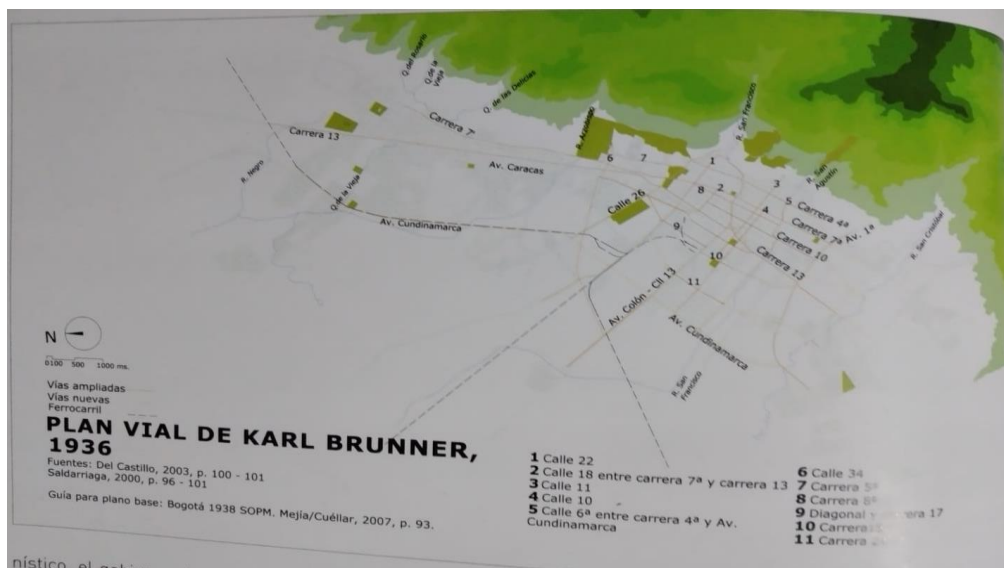 Q. del Rosario
Q. de la
Vieja
Q. de las Delicias
R. San Francisco
R. Arzobispo
Carrera 7ª
Carrera 13
6
7
1
R. Negro
Av. Caracas
R. San
Agustín
3
8
2
Q. de la Vieja
Calle 26
5
Carrera 4ª
4
Carrera 7ª
Av. 1ª
Av. Cundinamarca
9
Carrera 10
R. San Cristóbal
10
Carrera 13
11
Av. Colón - Cll 13
Av. Cundinamarca
R. San
Francisco
N
0100 500 1000 ms.
Vías ampliadas
Vías nuevas
Ferrocarril
PLAN VIAL DE KARL BRUNNER,
1936
Fuentes: Del Castillo, 2003, p. 100 - 101
Saldarriaga, 2000, p. 96 - 101
Guía para plano base: Bogotá 1938 SOPM. Mejía/Cuéllar, 2007, p. 93.
1 Calle 22
2 Calle 18 entre carrera 7ª y carrera 13
3 Calle 11
4 Calle 10
5 Calle 6ª entre carrera 4ª y Av.
Cundinamarca
6 Calle 34
7 Carrera 5ª
8 Carrera 8ª
9 Diagonal 17
10 Carrera
11 Carrera
nístico, el